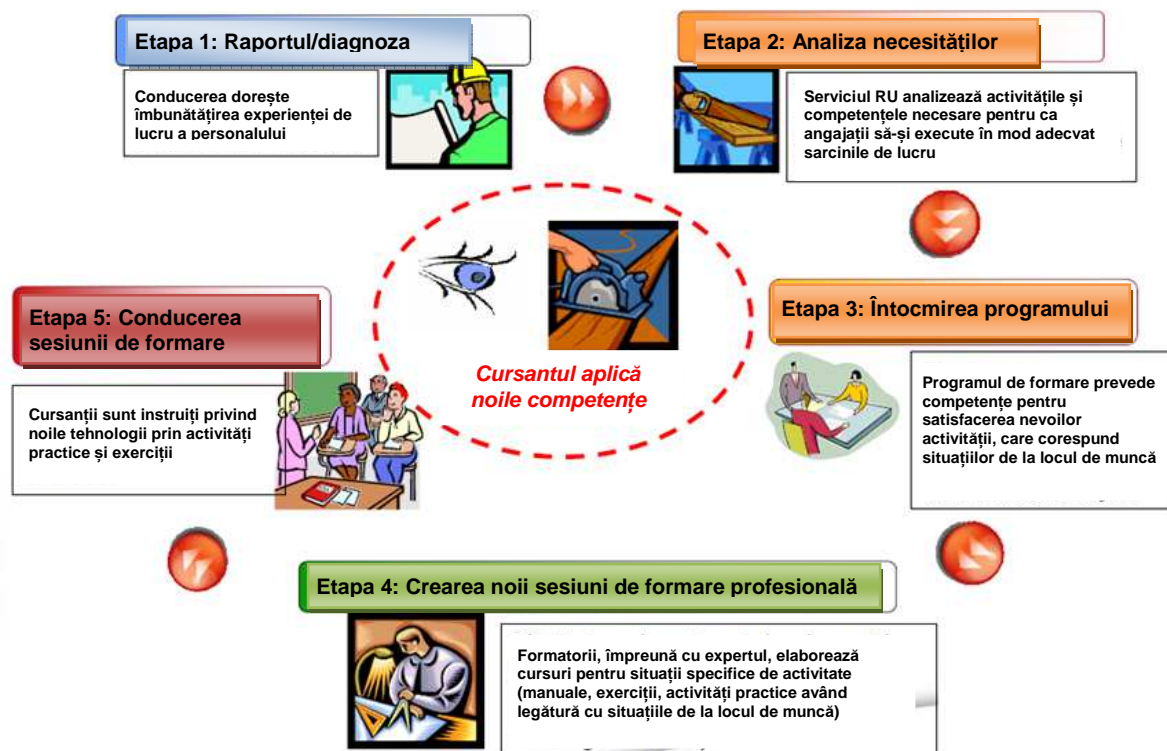 Etapa 1: Raportul/diagnoza
Conducerea dorește
îmbunătățirea experienței de
lucru a personalului
Etapa 2: Analiza necesităților
Serviciul RU analizează activitățile și
competențele necesare pentru ca
angajații să-și execute în mod adecvat
sarcinile de lucru
Etapa 3: Întocmirea programului
Programul de formare prevede
competențe pentru
satisfacerea nevoilor
activității, care corespund
situațiilor de la locul de muncă
Etapa 4: Crearea noii sesiuni de formare profesională
Formatorii, împreună cu expertul, elaborează
cursuri pentru situații specifice de activitate
(manuale, exerciții, activități practice având
legătură cu situațiile de la locul de muncă)
Etapa 5: Conducerea
sesiunii de formare
Cursanții sunt instruiți privind
noile tehnologii prin activități
practice și exerciții
Cursantul aplică
noile competențe